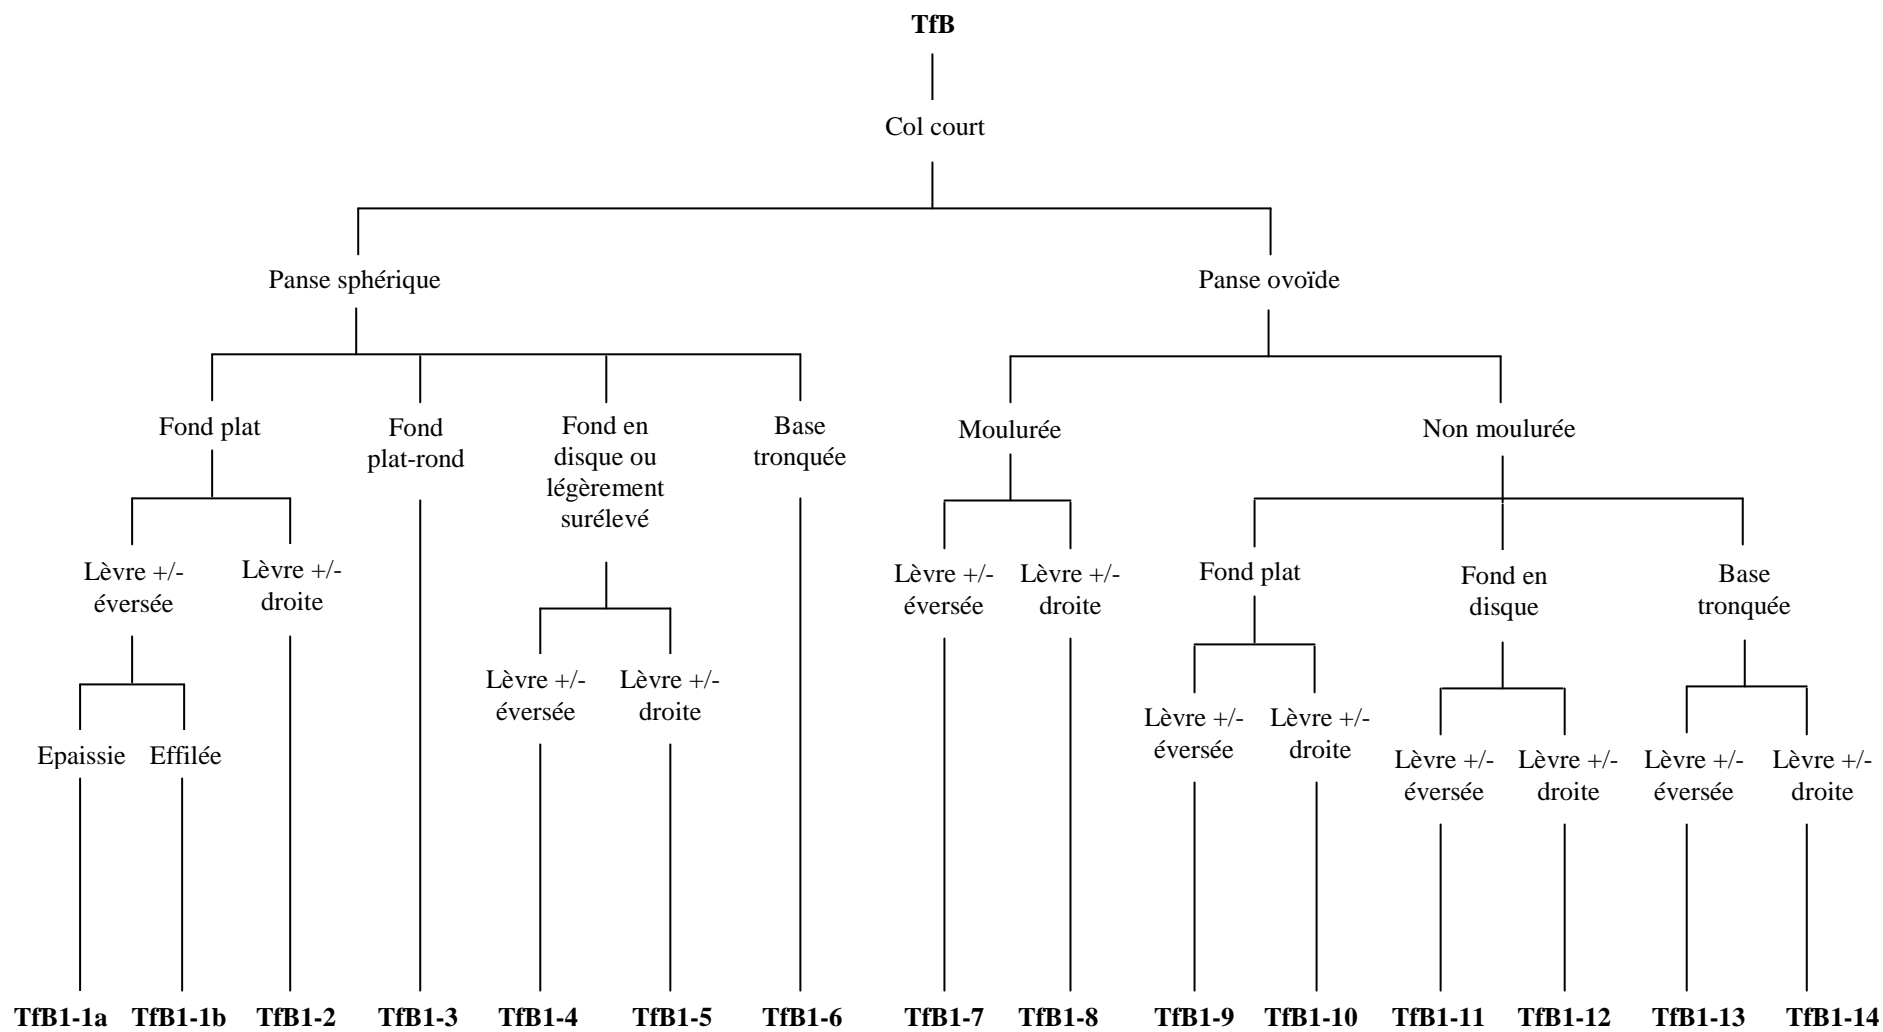 TfB
Col court
Panse sphérique
Panse ovoïde
Fond plat
Fond
plat-rond
Fond en
disque ou
légèrement
surélevé
Base
tronquée
Moulurée
Non moulurée
Lèvre +/-
éversée
Lèvre +/-
droite
Lèvre +/-
éversée
Lèvre +/-
droite
Lèvre +/-
éversée
Lèvre +/-
droite
Fond plat
Fond en
disque
Base
tronquée
Epaissie
Effilée
Lèvre +/-
éversée
Lèvre +/-
droite
Lèvre +/-
éversée
Lèvre +/-
droite
Lèvre +/-
éversée
Lèvre +/-
droite
TfB1-1a TfB1-1b TfB1-2 TfB1-3 TfB1-4 TfB1-5 TfB1-6 TfB1-7 TfB1-8 TfB1-9 TfB1-10 TfB1-11 TfB1-12 TfB1-13 TfB1-14